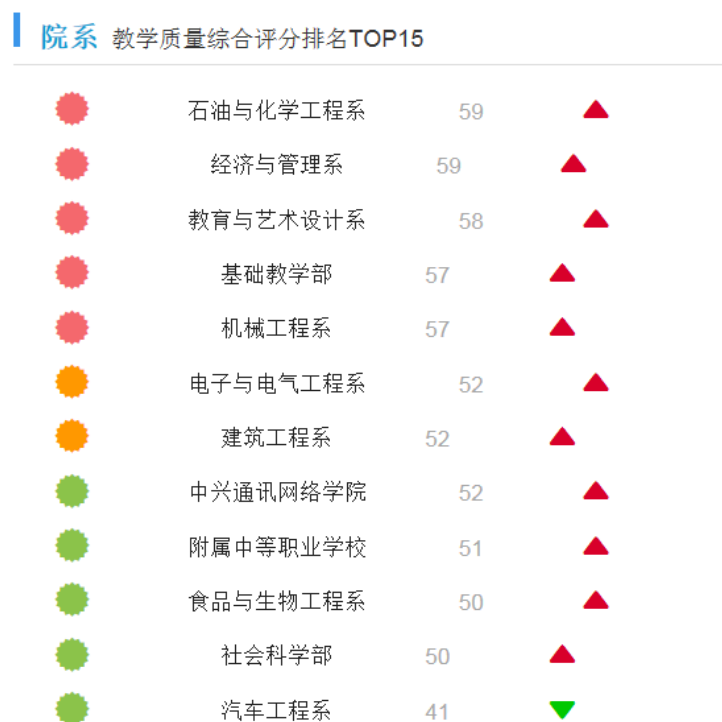 院系 教学质量综合评分排名TOP15
石油与化学工程系 59
经济与管理系 59
教育与艺术设计系 58
基础教学部 57
机械工程系 57
电子与电气工程系 52
建筑工程系 52
中兴通讯网络学院 52
附属中等职业学校 51
食品与生物工程系 50
社会科学部 50
汽车工程系 41